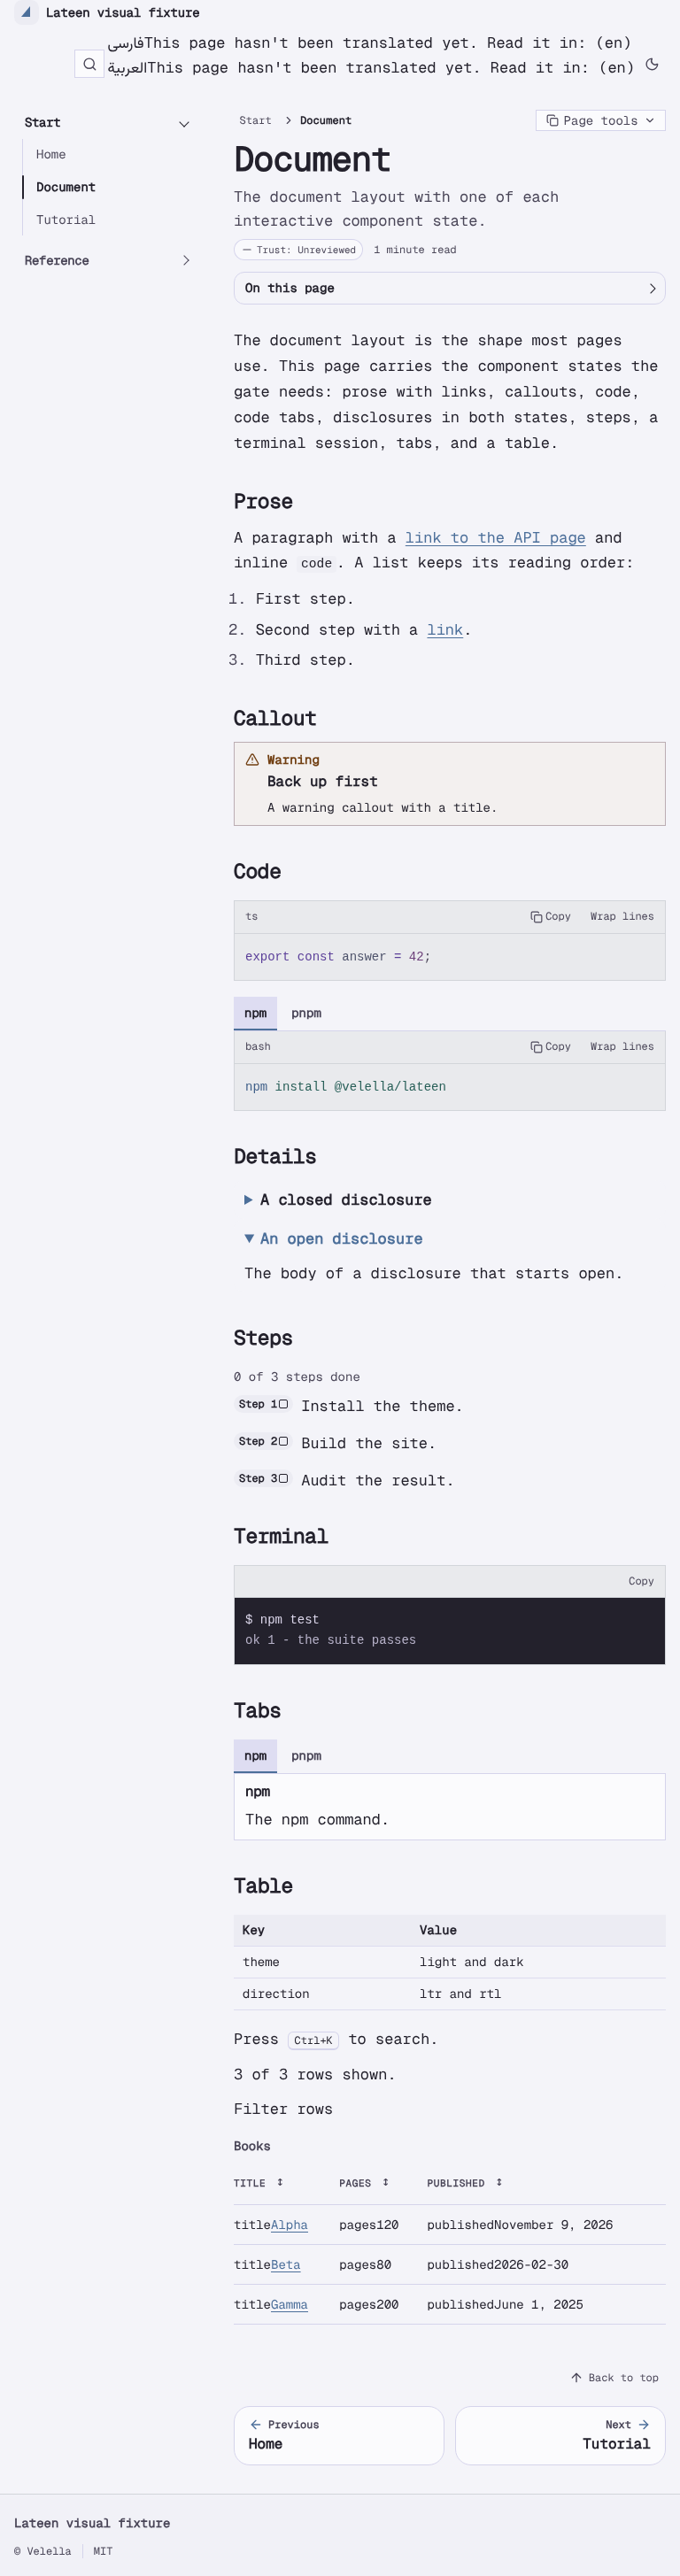 Lateen visual fixture
فارسیThis page hasn't been translated yet. Read it in: (en)
العربيةThis page hasn't been translated yet. Read it in: (en)
Start
Home
Document
Tutorial
Reference
Start > Document
Page tools
Document
The document layout with one of each
interactive component state.
— Trust: Unreviewed 1 minute read
On this page
The document layout is the shape most pages
use. This page carries the component states the
gate needs: prose with links, callouts, code,
code tabs, disclosures in both states, steps, a
terminal session, tabs, and a table.
Prose
A paragraph with a link to the API page and
inline code. A list keeps its reading order:
1. First step.
2. Second step with a link.
3. Third step.
Callout
Warning
Back up first
A warning callout with a title.
Code
ts Copy Wrap lines
export const answer = 42;
npm pnpm
bash Copy Wrap lines
npm install @velella/lateen
Details
A closed disclosure
An open disclosure
The body of a disclosure that starts open.
Steps
0 of 3 steps done
Step 1 Install the theme.
Step 2 Build the site.
Step 3 Audit the result.
Terminal
Copy
$ npm test
ok 1 - the suite passes
Tabs
npm pnpm
npm
The npm command.
Table
Key Value
theme light and dark
direction ltr and rtl
Press Ctrl+K to search.
3 of 3 rows shown.
Filter rows
Books
TITLE ↕ PAGES ↕ PUBLISHED ↕
titleAlpha pages120 publishedNovember 9, 2026
titleBeta pages80 published2026-02-30
titleGamma pages200 publishedJune 1, 2025
↑ Back to top
← Previous
Home
Next →
Tutorial
Lateen visual fixture
© Velella MIT